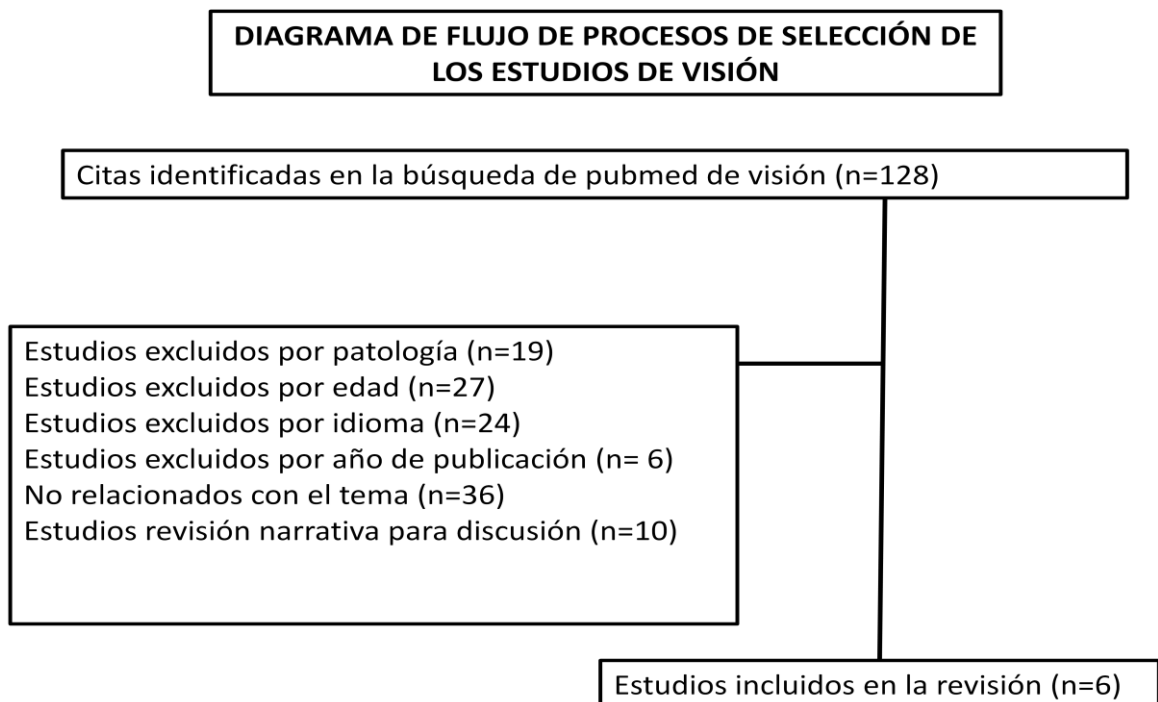 DIAGRAMA DE FLUJO DE PROCESOS DE SELECCIÓN DE
LOS ESTUDIOS DE VISIÓN
Citas identificadas en la búsqueda de pubmed de visión (n=128)
Estudios excluidos por patología (n=19)
Estudios excluidos por edad (n=27)
Estudios excluidos por idioma (n=24)
Estudios excluidos por año de publicación (n= 6)
No relacionados con el tema (n=36)
Estudios revisión narrativa para discusión (n=10)
Estudios incluidos en la revisión (n=6)